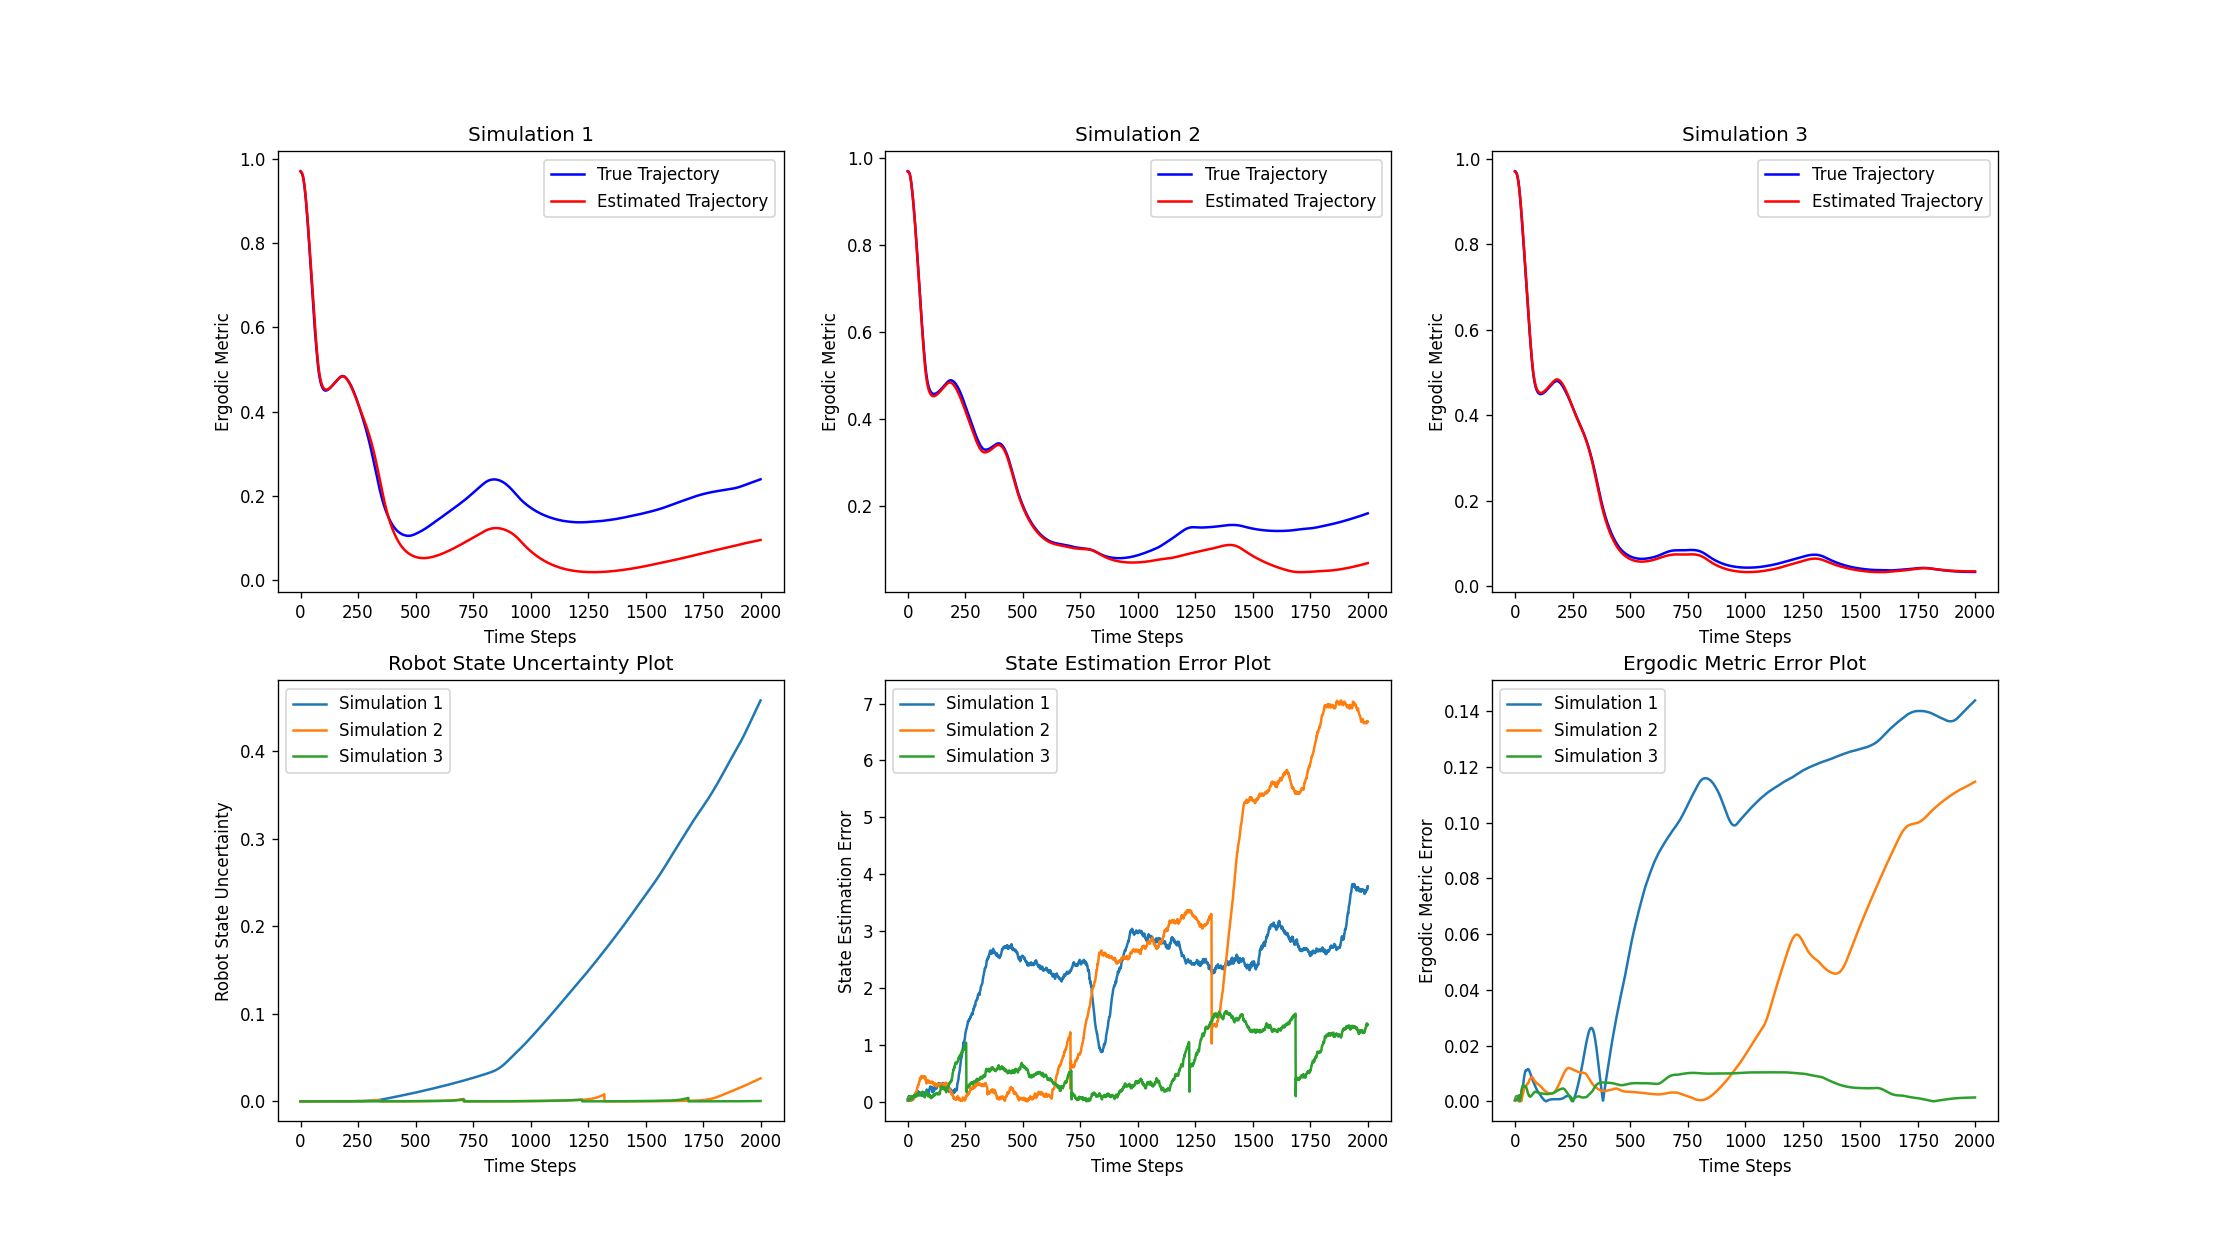 Simulation 1
1.0
0.8
0.6
0.4
0.2
0.0
Ergodic Metric
True Trajectory
Estimated Trajectory
0 250 500 750 1000 1250 1500 1750 2000
Time Steps
Simulation 2
1.0
0.8
0.6
0.4
0.2
Ergodic Metric
True Trajectory
Estimated Trajectory
0 250 500 750 1000 1250 1500 1750 2000
Time Steps
Simulation 3
1.0
0.8
0.6
0.4
0.2
0.0
Ergodic Metric
True Trajectory
Estimated Trajectory
0 250 500 750 1000 1250 1500 1750 2000
Time Steps
Robot State Uncertainty Plot
Simulation 1
Simulation 2
Simulation 3
0.4
0.3
0.2
0.1
0.0
Robot State Uncertainty
0 250 500 750 1000 1250 1500 1750 2000
Time Steps
State Estimation Error Plot
Simulation 1
Simulation 2
Simulation 3
7
6
5
4
3
2
1
0
State Estimation Error
0 250 500 750 1000 1250 1500 1750 2000
Time Steps
Ergodic Metric Error Plot
Simulation 1
Simulation 2
Simulation 3
0.14
0.12
0.10
0.08
0.06
0.04
0.02
0.00
Ergodic Metric Error
0 250 500 750 1000 1250 1500 1750 2000
Time Steps